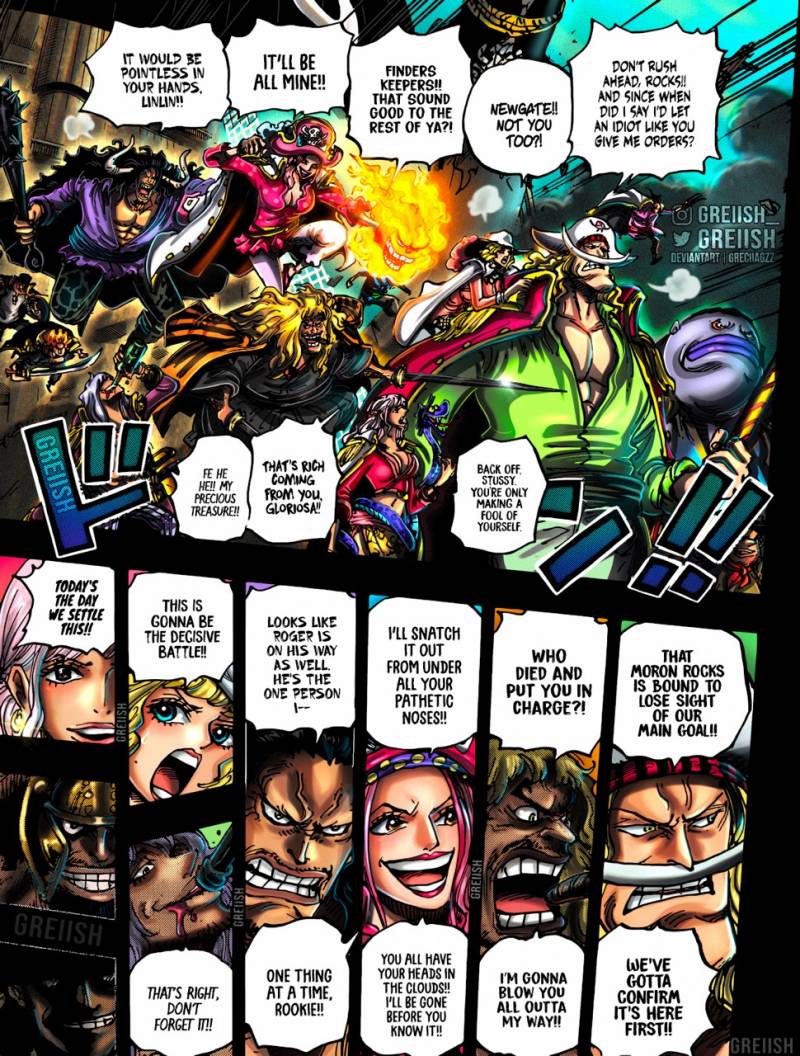 DON'T RUSH
AHEAD, ROCKS!!
AND SINCE WHEN
DID I SAY I'D LET
AN IDIOT LIKE YOU
GIVE ME ORDERS?
NEWGATE!!
NOT YOU
TOO?!
FINDERS
KEEPERS!!
THAT SOUND
GOOD TO THE
REST OF YA?!
IT'LL BE
ALL MINE!!
IT WOULD BE
POINTLESS IN
YOUR HANDS,
LINLIN!!
GREIISH
GREIISH
DEVIANTART | GRECIIAGZZ
BACK OFF,
STUSSY.
YOU'RE ONLY
MAKING A
FOOL OF
YOURSELF.
THAT'S RICH
COMING
FROM YOU,
GLORIOSA!!
FE HE
HE!! MY
PRECIOUS
TREASURE!!
ドン!!
GREIISH
THAT
MORON ROCKS
IS BOUND TO
LOSE SIGHT
OF OUR
MAIN GOAL!!
WE'VE
GOTTA
CONFIRM
IT'S HERE
FIRST!!
WHO
DIED AND
PUT YOU IN
CHARGE?!
I'M GONNA
BLOW YOU
ALL OUTTA
MY WAY!!
GREIISH
I'LL SNATCH
IT OUT
FROM UNDER
ALL YOUR
PATHETIC
NOSES!!
YOU ALL HAVE
YOUR HEADS IN
THE CLOUDS!!
I'LL BE GONE
BEFORE YOU
KNOW IT!!
LOOKS LIKE
ROGER IS
ON HIS WAY
AS WELL.
HE'S THE
ONE PERSON
I--
ONE THING
AT A TIME,
ROOKIE!!
GREIISH
THIS IS
GONNA BE
THE DECISIVE
BATTLE!!
THAT'S RIGHT,
DON'T
FORGET IT!!
GREIISH
TODAY'S
THE DAY
WE SETTLE
THIS!!
GREIISH
GREIISH